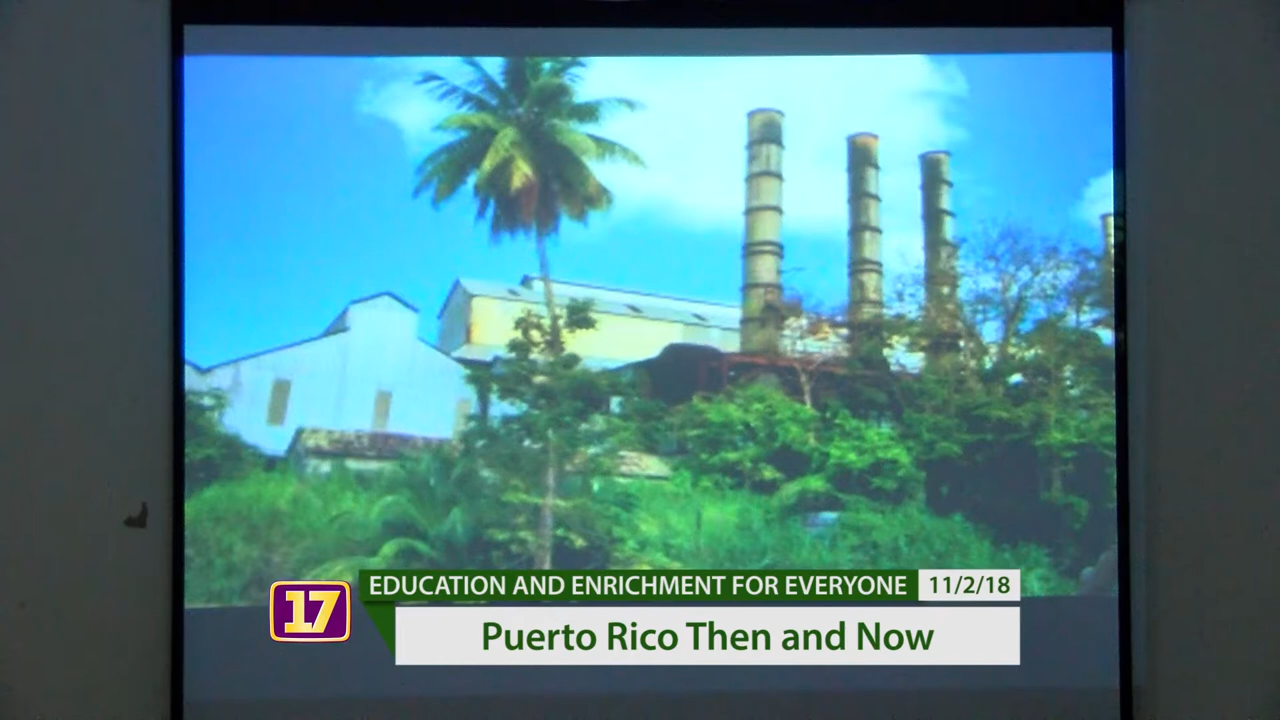 EDUCATION AND ENRICHMENT FOR EVERYONE 11/2/18
17
Puerto Rico Then and Now